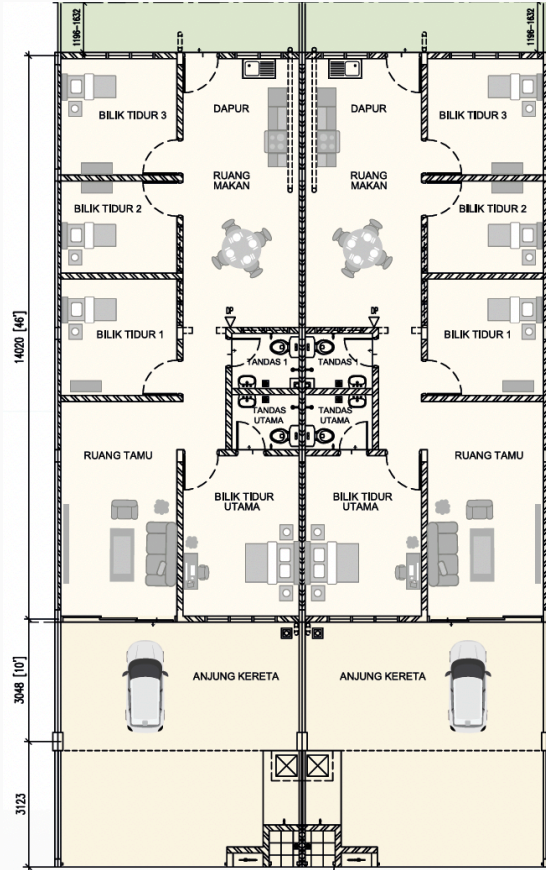 1196-1632
1196-1632
DAPUR
DAPUR
BILIK TIDUR 3
BILIK TIDUR 3
RUANG
MAKAN
RUANG
MAKAN
BILIK TIDUR 2
BILIK TIDUR 2
14020 [46']
DP
DP
BILIK TIDUR 1
BILIK TIDUR 1
TANDAS 1
TANDAS 1
TANDAS
UTAMA
TANDAS
UTAMA
RUANG TAMU
RUANG TAMU
BILIK TIDUR
UTAMA
BILIK TIDUR
UTAMA
3048 [10']
ANJUNG KERETA
ANJUNG KERETA
3123